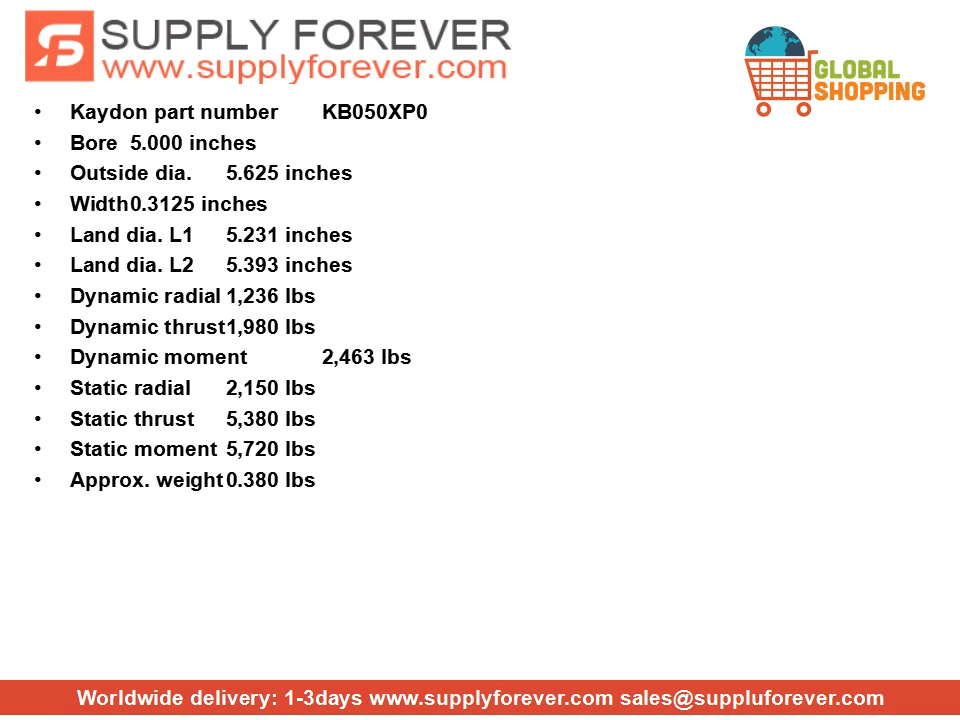 SUPPLY FOREVER
www.supplyforever.com
GLOBAL
SHOPPING
• Kaydon part number KB050XP0
• Bore 5.000 inches
• Outside dia. 5.625 inches
• Width0.3125 inches
• Land dia. L1 5.231 inches
• Land dia. L2 5.393 inches
• Dynamic radial 1,236 lbs
• Dynamic thrust1,980 lbs
• Dynamic moment 2,463 lbs
• Static radial 2,150 lbs
• Static thrust 5,380 lbs
• Static moment 5,720 lbs
• Approx. weight 0.380 lbs
Worldwide delivery: 1-3days www.supplyforever.com sales@suppluforever.com